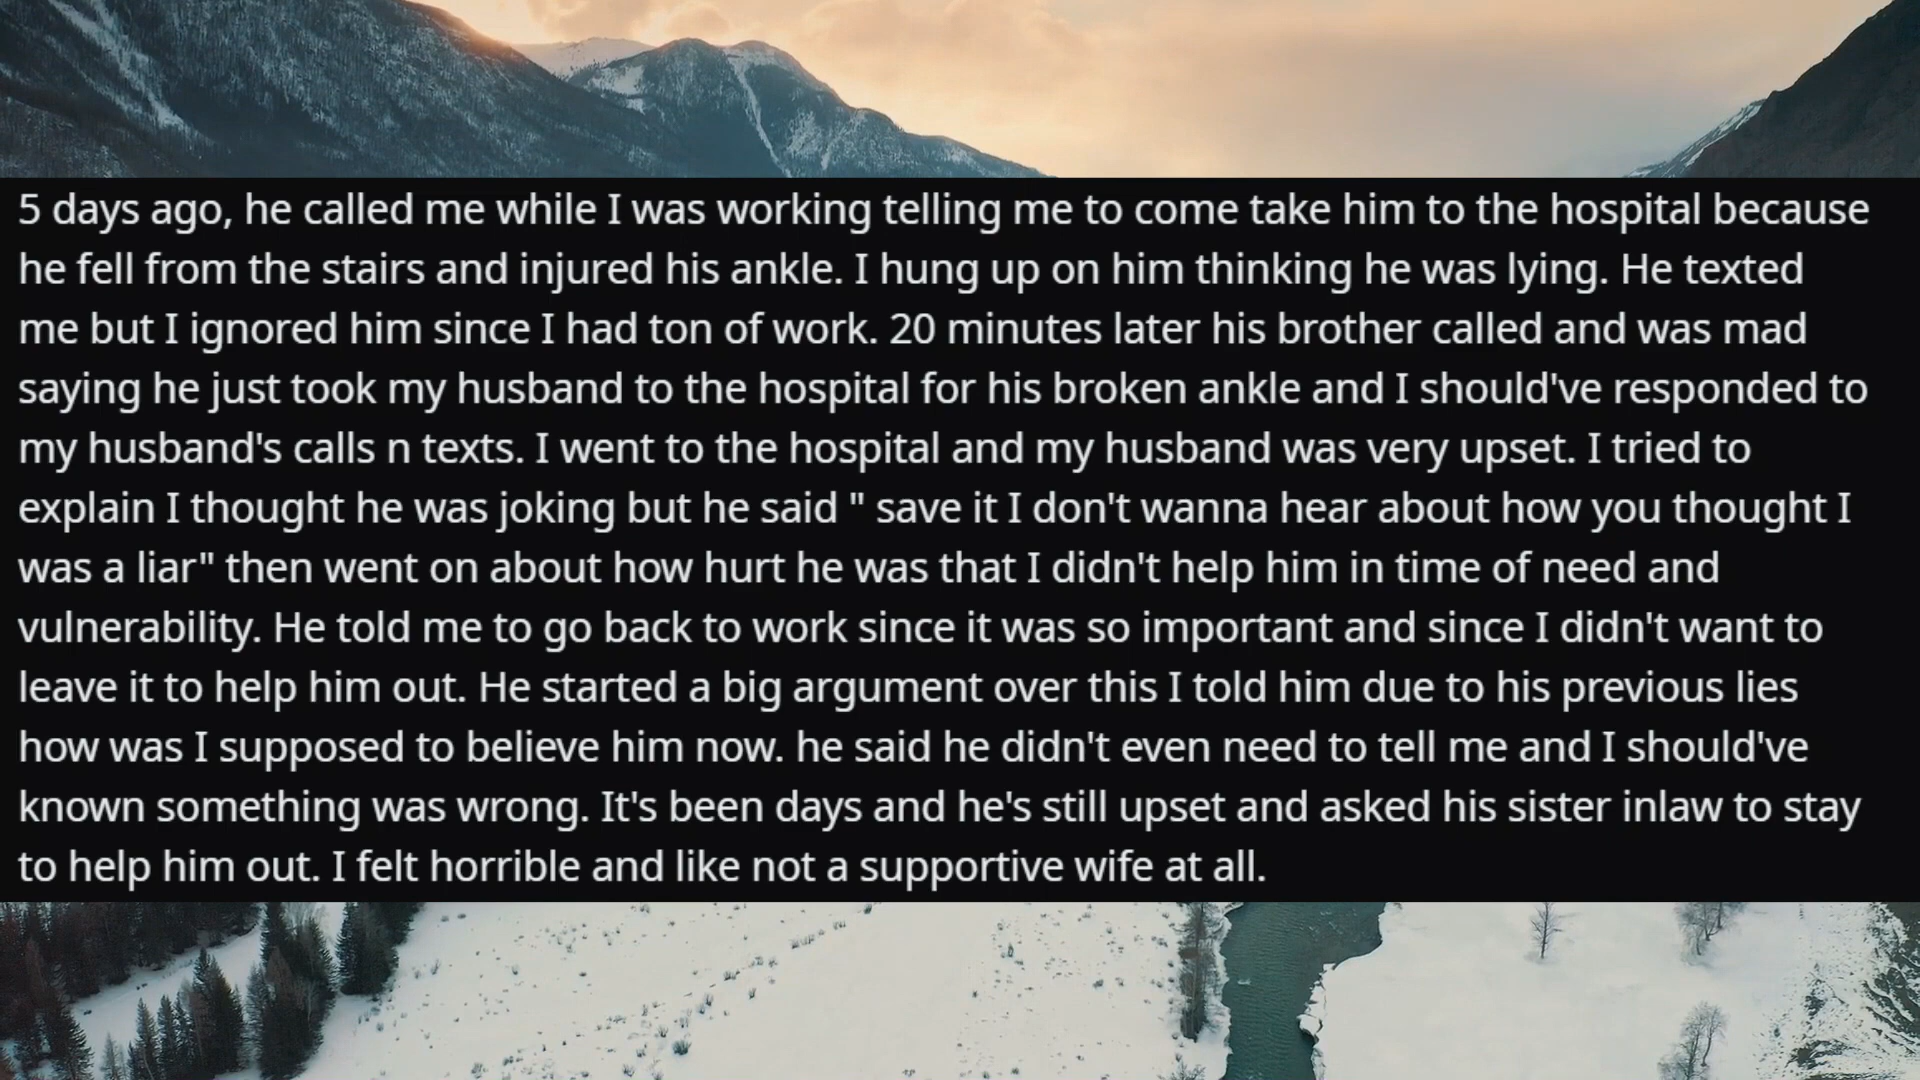 5 days ago, he called me while I was working telling me to come take him to the hospital because
he fell from the stairs and injured his ankle. I hung up on him thinking he was lying. He texted
me but I ignored him since I had ton of work. 20 minutes later his brother called and was mad
saying he just took my husband to the hospital for his broken ankle and I should've responded to
my husband's calls n texts. I went to the hospital and my husband was very upset. I tried to
explain I thought he was joking but he said " save it I don't wanna hear about how you thought I
was a liar" then went on about how hurt he was that I didn't help him in time of need and
vulnerability. He told me to go back to work since it was so important and since I didn't want to
leave it to help him out. He started a big argument over this I told him due to his previous lies
how was I supposed to believe him now. he said he didn't even need to tell me and I should've
known something was wrong. It's been days and he's still upset and asked his sister inlaw to stay
to help him out. I felt horrible and like not a supportive wife at all.